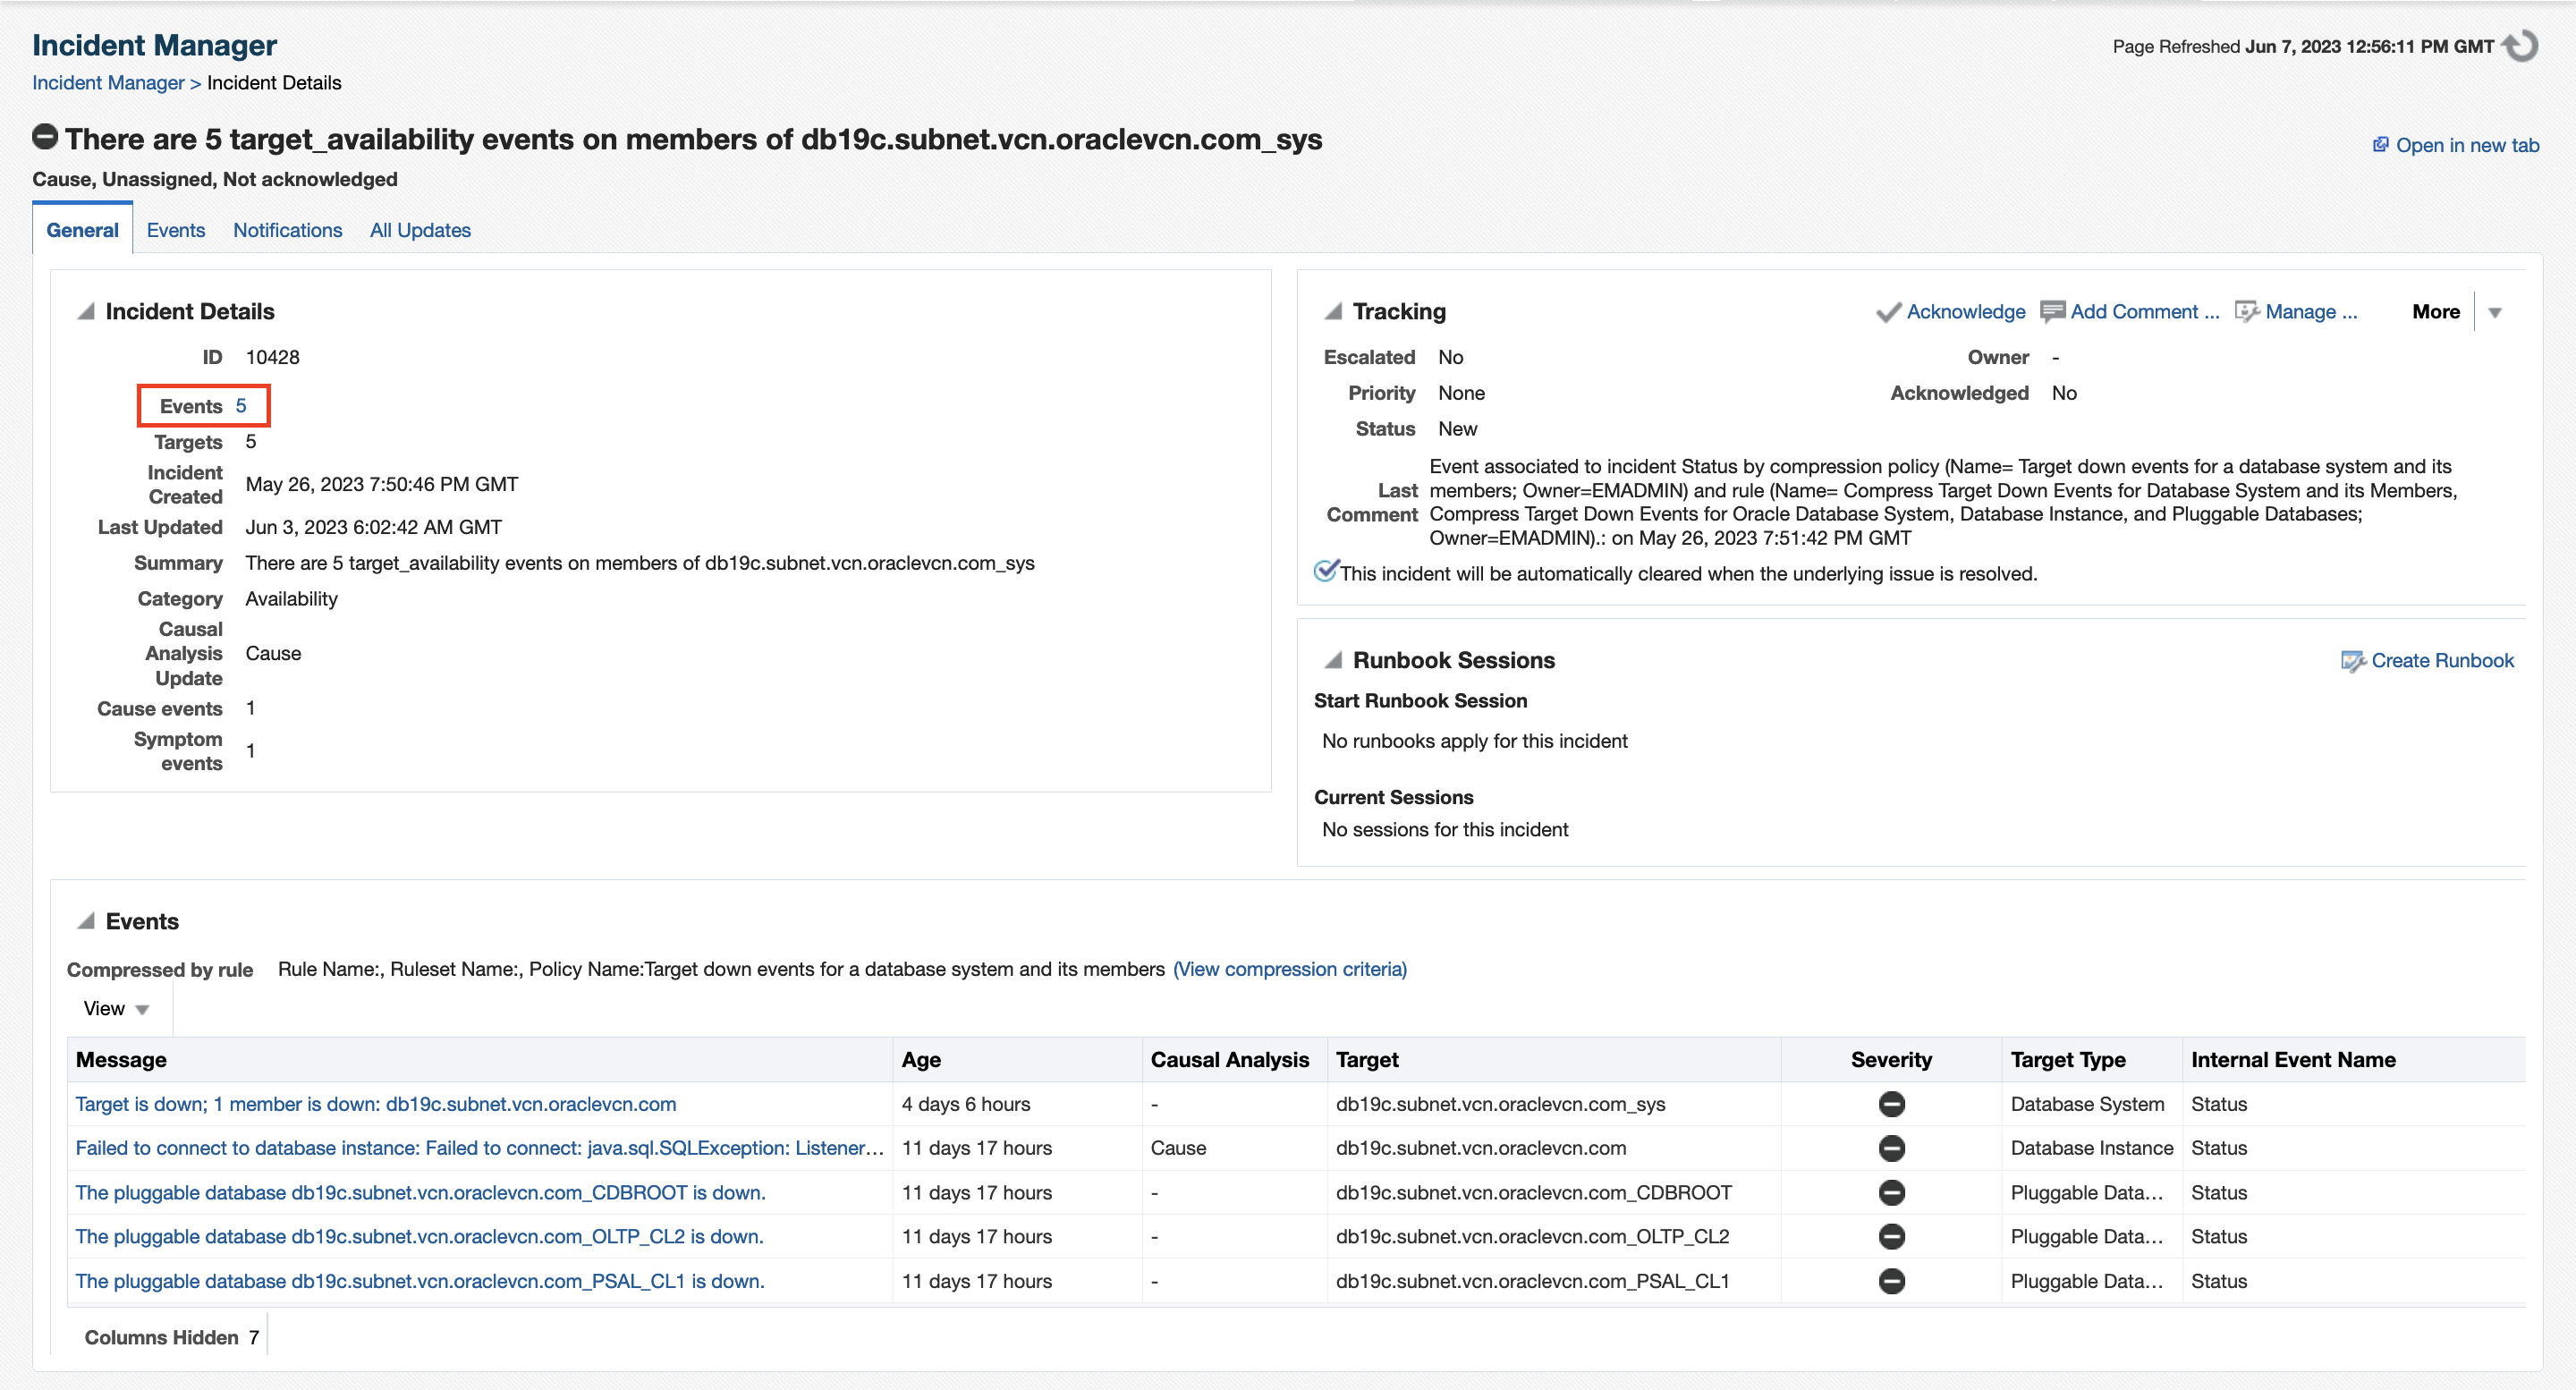 Incident Manager
Page Refreshed Jun 7, 2023 12:56:11 PM GMT
Incident Manager > Incident Details
There are 5 target_availability events on members of db19c.subnet.vcn.oraclevcn.com_sys
Open in new tab
Cause, Unassigned, Not acknowledged
General Events Notifications All Updates
Incident Details
ID 10428
Events 5
Targets 5
Incident Created May 26, 2023 7:50:46 PM GMT
Last Updated Jun 3, 2023 6:02:42 AM GMT
Summary There are 5 target_availability events on members of db19c.subnet.vcn.oraclevcn.com_sys
Category Availability
Causal Analysis Update Cause
Cause events 1
Symptom events 1
Tracking Acknowledge Add Comment ... Manage ... More
Escalated No Owner -
Priority None Acknowledged No
Status New
Last Comment
Event associated to incident Status by compression policy (Name= Target down events for a database system and its
members; Owner=EMADMIN) and rule (Name= Compress Target Down Events for Database System and its Members,
Compress Target Down Events for Oracle Database System, Database Instance, and Pluggable Databases;
Owner=EMADMIN).: on May 26, 2023 7:51:42 PM GMT
This incident will be automatically cleared when the underlying issue is resolved.
Runbook Sessions Create Runbook
Start Runbook Session
No runbooks apply for this incident
Current Sessions
No sessions for this incident
Events
Compressed by rule Rule Name:, Ruleset Name:, Policy Name:Target down events for a database system and its members (View compression criteria)
View
Message Age Causal Analysis Target Severity Target Type Internal Event Name
Target is down; 1 member is down: db19c.subnet.vcn.oraclevcn.com 4 days 6 hours - db19c.subnet.vcn.oraclevcn.com_sys Database System Status
Failed to connect to database instance: Failed to connect: java.sql.SQLException: Listener... 11 days 17 hours Cause db19c.subnet.vcn.oraclevcn.com Database Instance Status
The pluggable database db19c.subnet.vcn.oraclevcn.com_CDBROOT is down. 11 days 17 hours - db19c.subnet.vcn.oraclevcn.com_CDBROOT Pluggable Data... Status
The pluggable database db19c.subnet.vcn.oraclevcn.com_OLTP_CL2 is down. 11 days 17 hours - db19c.subnet.vcn.oraclevcn.com_OLTP_CL2 Pluggable Data... Status
The pluggable database db19c.subnet.vcn.oraclevcn.com_PSAL_CL1 is down. 11 days 17 hours - db19c.subnet.vcn.oraclevcn.com_PSAL_CL1 Pluggable Data... Status
Columns Hidden 7